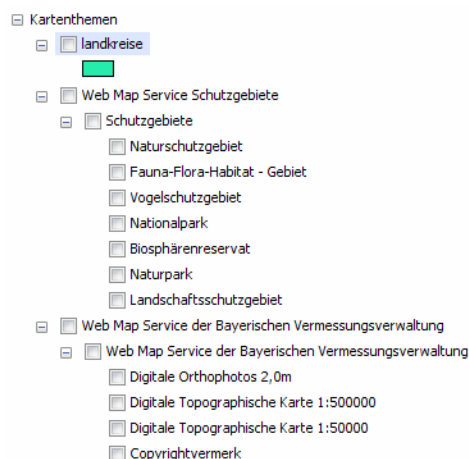 Kartenthemen
landkreise
Web Map Service Schutzgebiete
Schutzgebiete
Naturschutzgebiet
Fauna-Flora-Habitat - Gebiet
Vogelschutzgebiet
Nationalpark
Biosphärenreservat
Naturpark
Landschaftsschutzgebiet
Web Map Service der Bayerischen Vermessungsverwaltung
Web Map Service der Bayerischen Vermessungsverwaltung
Digitale Orthophotos 2,0m
Digitale Topographische Karte 1:500000
Digitale Topographische Karte 1:50000
Copyrightvermerk